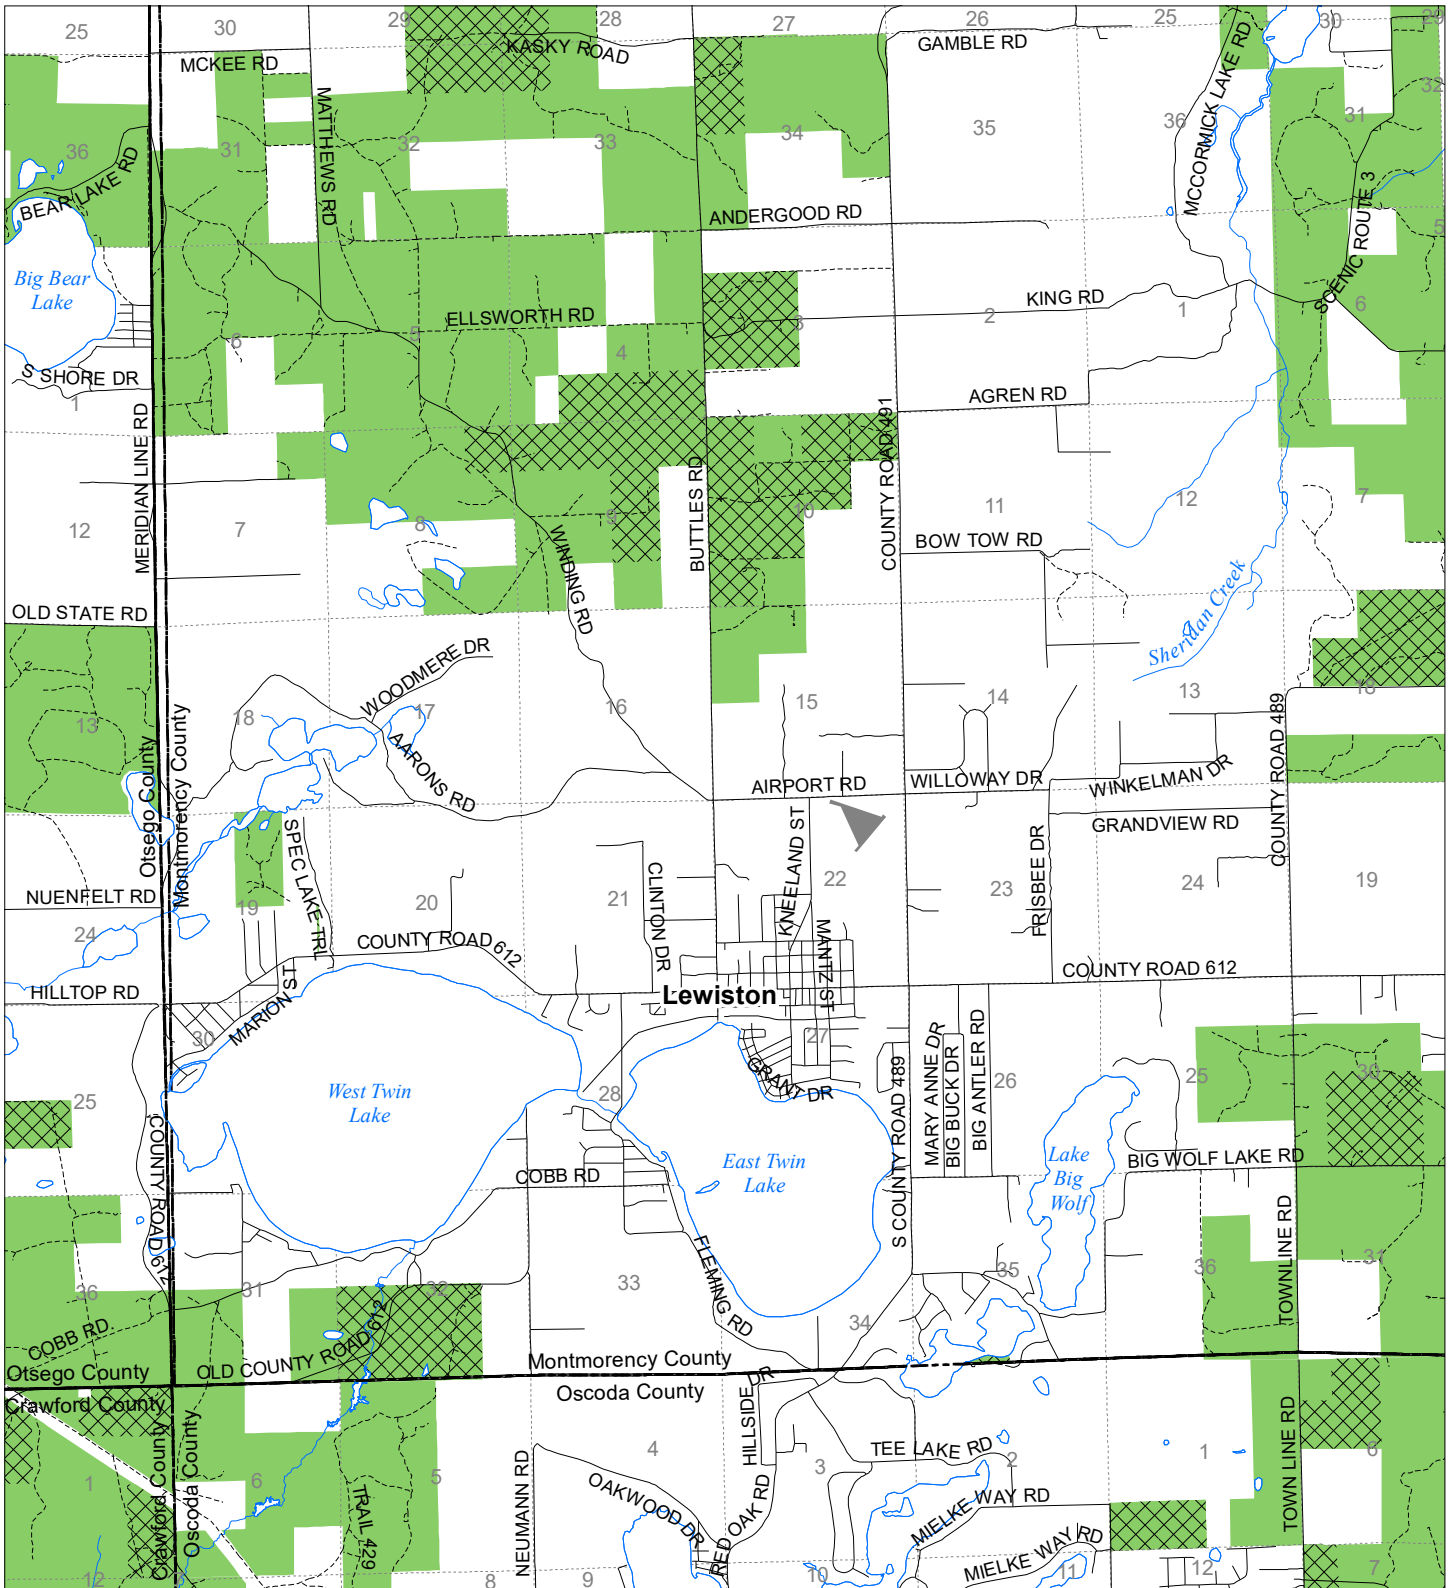 25
30
29
28
27
26
25
30
29
MCKEE RD
KASKY ROAD
GAMBLE RD
MCCORMICK LAKE RD
36
31
MATTHEWS RD
32
33
34
35
36
31
32
BEAR LAKE RD
ANDERGOOD RD
SCENIC ROUTE 3
5
Big Bear
Lake
KING RD
ELLSWORTH RD
6
5
4
3
2
1
6
S SHORE DR
1
AGREN RD
MERIDIAN LINE RD
COUNTY ROAD 491
BUTTLES RD
12
7
8
9
10
11
12
7
BOW TOW RD
WINDING RD
OLD STATE RD
Sheridan Creek
WOODMERE DR
13
18
17
16
15
14
13
18
Otsego County
Montmorency County
AARONS RD
AIRPORT RD
WILLOWAY DR
WINKELMAN DR
COUNTY ROAD 489
GRANDVIEW RD
SPEC LAKE TRL
KNEELAND ST
FRISBEE DR
CLINTON DR
NUENFELT RD
24
19
20
21
22
23
24
19
COUNTY ROAD 612
MANTZ ST
COUNTY ROAD 612
HILLTOP RD
MARION ST
Lewiston
30
27
GRANT DR
S COUNTY ROAD 489
MARY ANNE DR
BIG BUCK DR
BIG ANTLER RD
25
West Twin
Lake
28
26
25
30
COUNTY ROAD 612
COBB RD
East Twin
Lake
Lake
Big
Wolf
BIG WOLF LAKE RD
TOWNLINE RD
FLEMING RD
36
31
32
33
34
35
36
31
COBB RD
OLD COUNTY ROAD 612
Otsego County
Montmorency County
Crawford County
Oscoda County
HILLSIDE DR
Crawford County
Oscoda County
TRAIL 429
NEUMANN RD
OAKWOOD DR
RED OAK RD
TEE LAKE RD
MIELKE WAY RD
MIELKE WAY RD
TOWN LINE RD
1
6
5
4
3
2
1
6
12
8
9
10
11
12
7